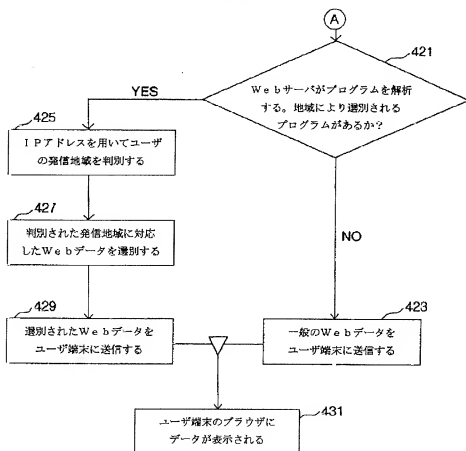 A
421
Ｗｅｂサーバがプログラムを解析
する。地域により選別される
プログラムがあるか？
YES
425
ＩＰアドレスを用いてユーザ
の発信地域を判別する
427
判別された発信地域に対応
したＷｅｂデータを選別する
NO
429
選別されたＷｅｂデータを
ユーザ端末に送信する
423
一般のＷｅｂデータを
ユーザ端末に送信する
431
ユーザ端末のブラウザに
データが表示される